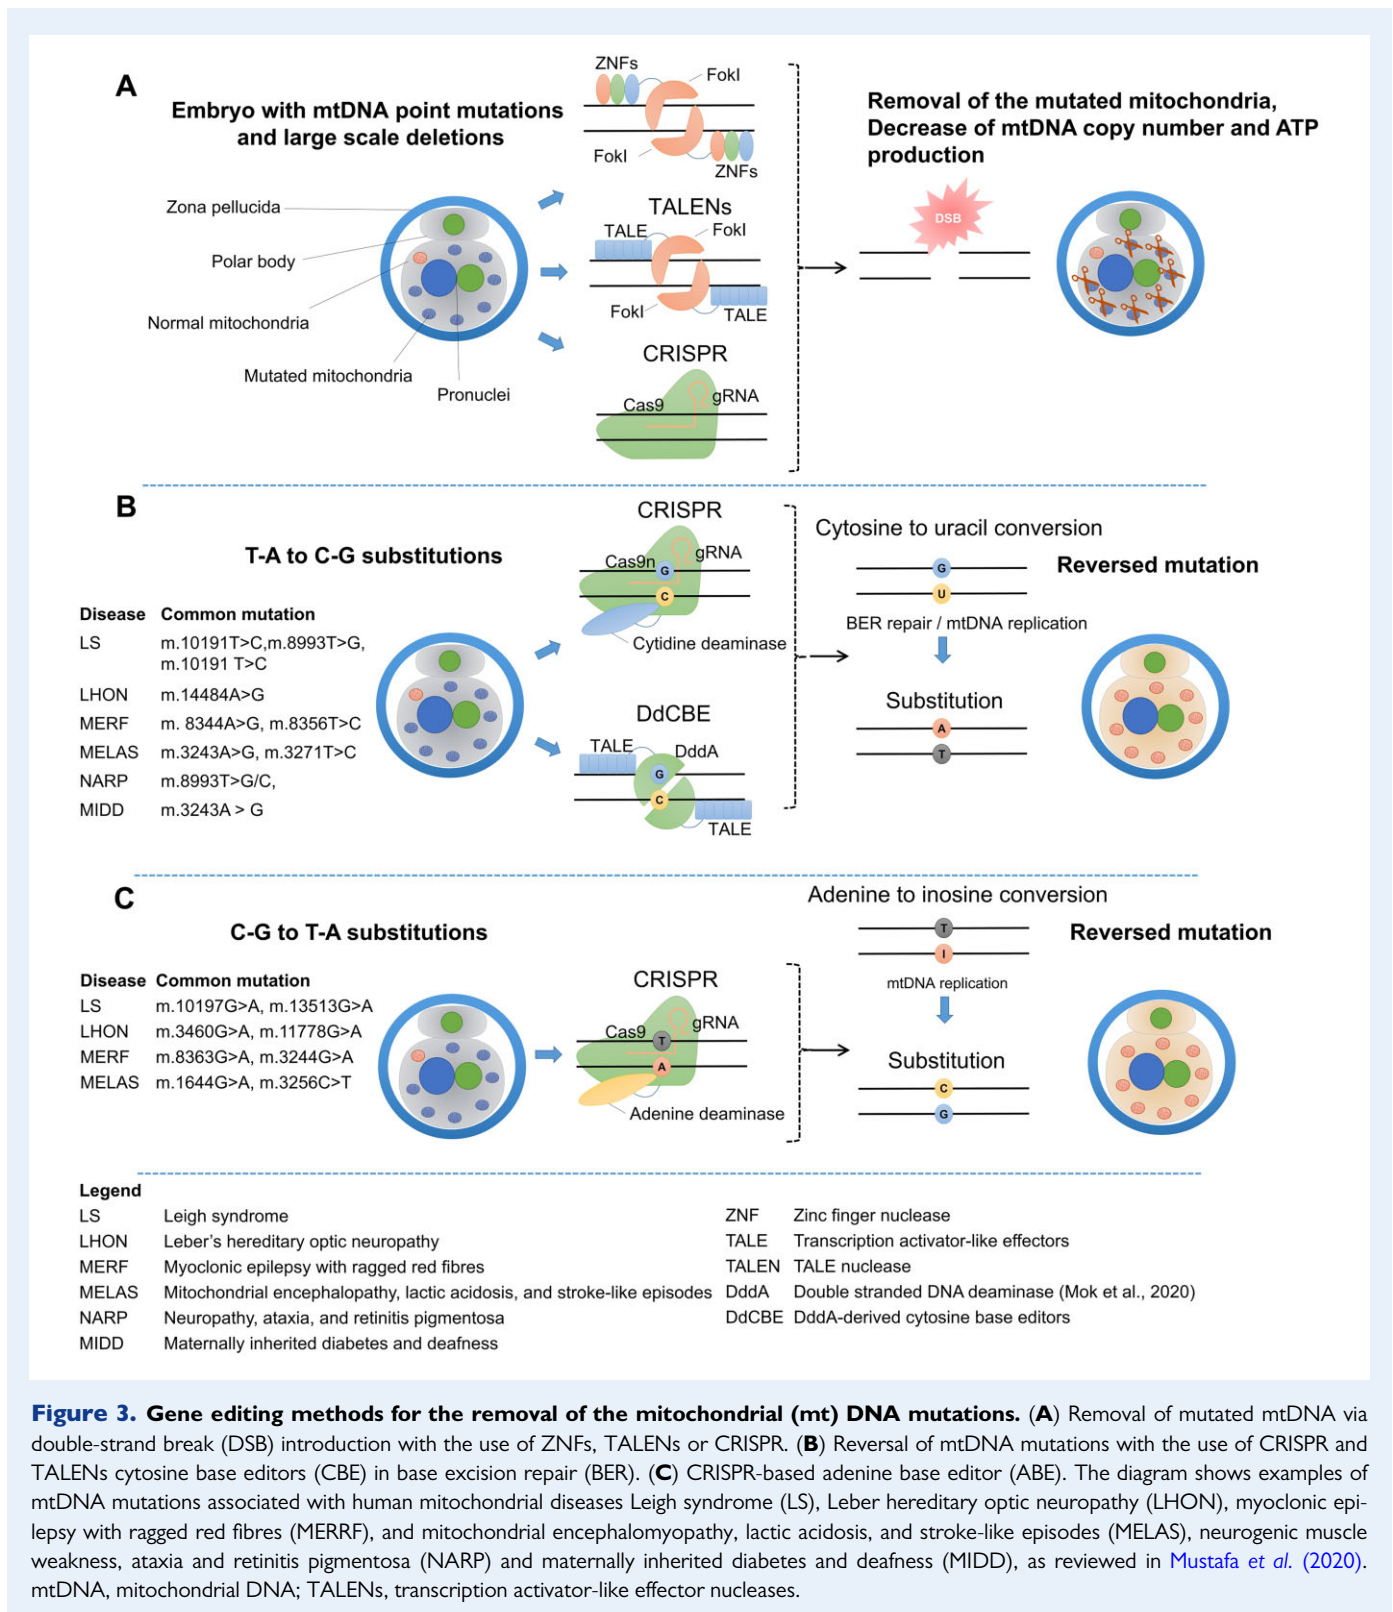 A
Embryo with mtDNA point mutations
and large scale deletions
Zona pellucida
Polar body
Normal mitochondria
Mutated mitochondria
Pronuclei
ZNFs
FokI
FokI
ZNFs
TALENs
TALE
FokI
FokI
TALE
CRISPR
Cas9
gRNA
Removal of the mutated mitochondria,
Decrease of mtDNA copy number and ATP
production
DSB
B
T-A to C-G substitutions
Disease Common mutation
LS m.10191T>C,m.8993T>G,
m.10191 T>C
LHON m.14484A>G
MERF m. 8344A>G, m.8356T>C
MELAS m.3243A>G, m.3271T>C
NARP m.8993T>G/C,
MIDD m.3243A > G
CRISPR
Cas9n
gRNA
G
C
Cytidine deaminase
DdCBE
TALE
DddA
G
C
TALE
Cytosine to uracil conversion
G
U
BER repair / mtDNA replication
Substitution
A
T
Reversed mutation
C
C-G to T-A substitutions
Disease Common mutation
LS m.10197G>A, m.13513G>A
LHON m.3460G>A, m.11778G>A
MERF m.8363G>A, m.3244G>A
MELAS m.1644G>A, m.3256C>T
CRISPR
Cas9
gRNA
T
A
Adenine deaminase
Adenine to inosine conversion
T
I
mtDNA replication
Substitution
C
G
Reversed mutation
Legend
LS Leigh syndrome
LHON Leber's hereditary optic neuropathy
MERF Myoclonic epilepsy with ragged red fibres
MELAS Mitochondrial encephalopathy, lactic acidosis, and stroke-like episodes
NARP Neuropathy, ataxia, and retinitis pigmentosa
MIDD Maternally inherited diabetes and deafness
ZNF Zinc finger nuclease
TALE Transcription activator-like effectors
TALEN TALE nuclease
DddA Double stranded DNA deaminase (Mok et al., 2020)
DdCBE DddA-derived cytosine base editors
Figure 3. Gene editing methods for the removal of the mitochondrial (mt) DNA mutations. (A) Removal of mutated mtDNA via
double-strand break (DSB) introduction with the use of ZNFs, TALENs or CRISPR. (B) Reversal of mtDNA mutations with the use of CRISPR and
TALENs cytosine base editors (CBE) in base excision repair (BER). (C) CRISPR-based adenine base editor (ABE). The diagram shows examples of
mtDNA mutations associated with human mitochondrial diseases Leigh syndrome (LS), Leber hereditary optic neuropathy (LHON), myoclonic epi-
lepsy with ragged red fibres (MERRF), and mitochondrial encephalomyopathy, lactic acidosis, and stroke-like episodes (MELAS), neurogenic muscle
weakness, ataxia and retinitis pigmentosa (NARP) and maternally inherited diabetes and deafness (MIDD), as reviewed in Mustafa et al. (2020).
mtDNA, mitochondrial DNA; TALENs, transcription activator-like effector nucleases.